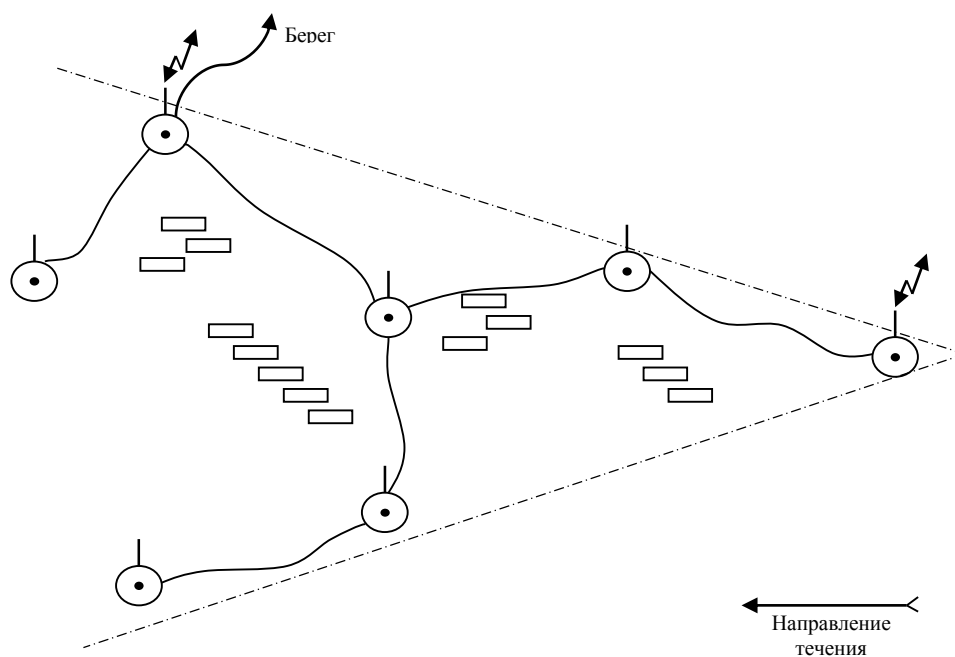 Берег
Направление
течения